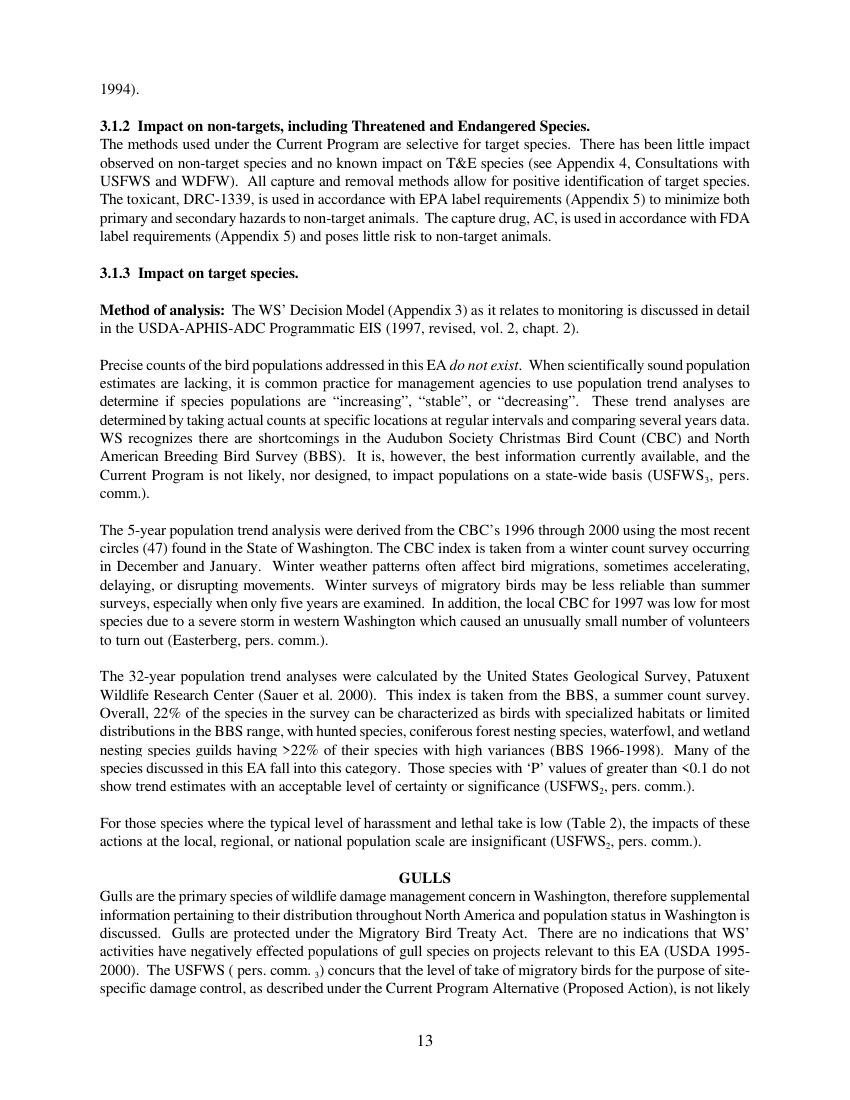 1994).
3.1.2 Impact on non-targets, including Threatened and Endangered Species.
The methods used under the Current Program are selective for target species. There has been little impact
observed on non-target species and no known impact on T&E species (see Appendix 4, Consultations with
USFWS and WDFW). All capture and removal methods allow for positive identification of target species.
The toxicant, DRC-1339, is used in accordance with EPA label requirements (Appendix 5) to minimize both
primary and secondary hazards to non-target animals. The capture drug, AC, is used in accordance with FDA
label requirements (Appendix 5) and poses little risk to non-target animals.
3.1.3 Impact on target species.
Method of analysis: The WS' Decision Model (Appendix 3) as it relates to monitoring is discussed in detail
in the USDA-APHIS-ADC Programmatic EIS (1997, revised, vol. 2, chapt. 2).
Precise counts of the bird populations addressed in this EA do not exist. When scientifically sound population
estimates are lacking, it is common practice for management agencies to use population trend analyses to
determine if species populations are “increasing”, “stable”, or “decreasing”. These trend analyses are
determined by taking actual counts at specific locations at regular intervals and comparing several years data.
WS recognizes there are shortcomings in the Audubon Society Christmas Bird Count (CBC) and North
American Breeding Bird Survey (BBS). It is, however, the best information currently available, and the
Current Program is not likely, nor designed, to impact populations on a state-wide basis (USFWS3, pers.
comm.).
The 5-year population trend analysis were derived from the CBC's 1996 through 2000 using the most recent
circles (47) found in the State of Washington. The CBC index is taken from a winter count survey occurring
in December and January. Winter weather patterns often affect bird migrations, sometimes accelerating,
delaying, or disrupting movements. Winter surveys of migratory birds may be less reliable than summer
surveys, especially when only five years are examined. In addition, the local CBC for 1997 was low for most
species due to a severe storm in western Washington which caused an unusually small number of volunteers
to turn out (Easterberg, pers. comm.).
The 32-year population trend analyses were calculated by the United States Geological Survey, Patuxent
Wildlife Research Center (Sauer et al. 2000). This index is taken from the BBS, a summer count survey.
Overall, 22% of the species in the survey can be characterized as birds with specialized habitats or limited
distributions in the BBS range, with hunted species, coniferous forest nesting species, waterfowl, and wetland
nesting species guilds having >22% of their species with high variances (BBS 1966-1998). Many of the
species discussed in this EA fall into this category. Those species with ‘P’ values of greater than <0.1 do not
show trend estimates with an acceptable level of certainty or significance (USFWS2, pers. comm.).
For those species where the typical level of harassment and lethal take is low (Table 2), the impacts of these
actions at the local, regional, or national population scale are insignificant (USFWS2, pers. comm.).
GULLS
Gulls are the primary species of wildlife damage management concern in Washington, therefore supplemental
information pertaining to their distribution throughout North America and population status in Washington is
discussed. Gulls are protected under the Migratory Bird Treaty Act. There are no indications that WS'
activities have negatively effected populations of gull species on projects relevant to this EA (USDA 1995-
2000). The USFWS ( pers. comm. 3) concurs that the level of take of migratory birds for the purpose of site-
specific damage control, as described under the Current Program Alternative (Proposed Action), is not likely
13